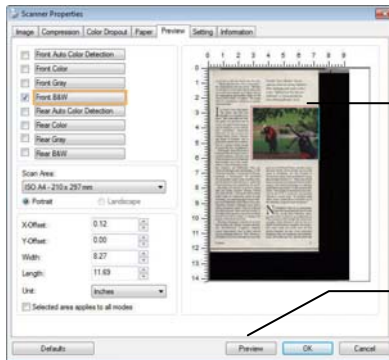 Scanner Properties
Image Compression Color Dropout Paper Preview Setting Information
Front Auto Color Detection
Front Color
Front Gray
Front B&W
Rear Auto Color Detection
Rear Color
Rear Gray
Rear B&W
Scan Area:
ISO A4 - 210 x 297 mm
Portrait Landscape
X-Offset: 0.12
Y-Offset: 0.00
Width: 8.27
Length: 11.69
Unit: Inches
Selected area applies to all modes
0 1 2 3 4 5 6 7 8 9
0
1
2
3
4
5
6
7
8
9
10
11
12
13
14
Defaults Preview OK Cancel